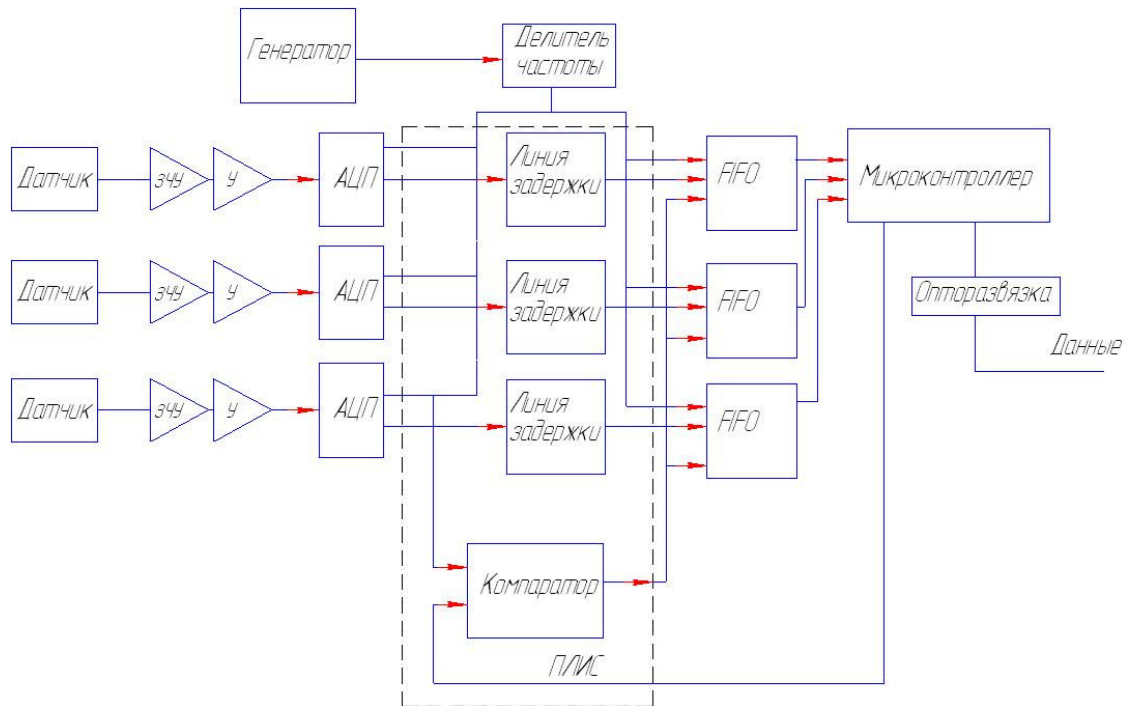 Генератор
Делитель
частоты
Датчик
ЗЧУ
У
АЦП
Линия
задержки
FIFO
Микроконтроллер
Датчик
ЗЧУ
У
АЦП
Линия
задержки
FIFO
Опторазвязка
Данные
Датчик
ЗЧУ
У
АЦП
Линия
задержки
FIFO
Компаратор
ПЛИС